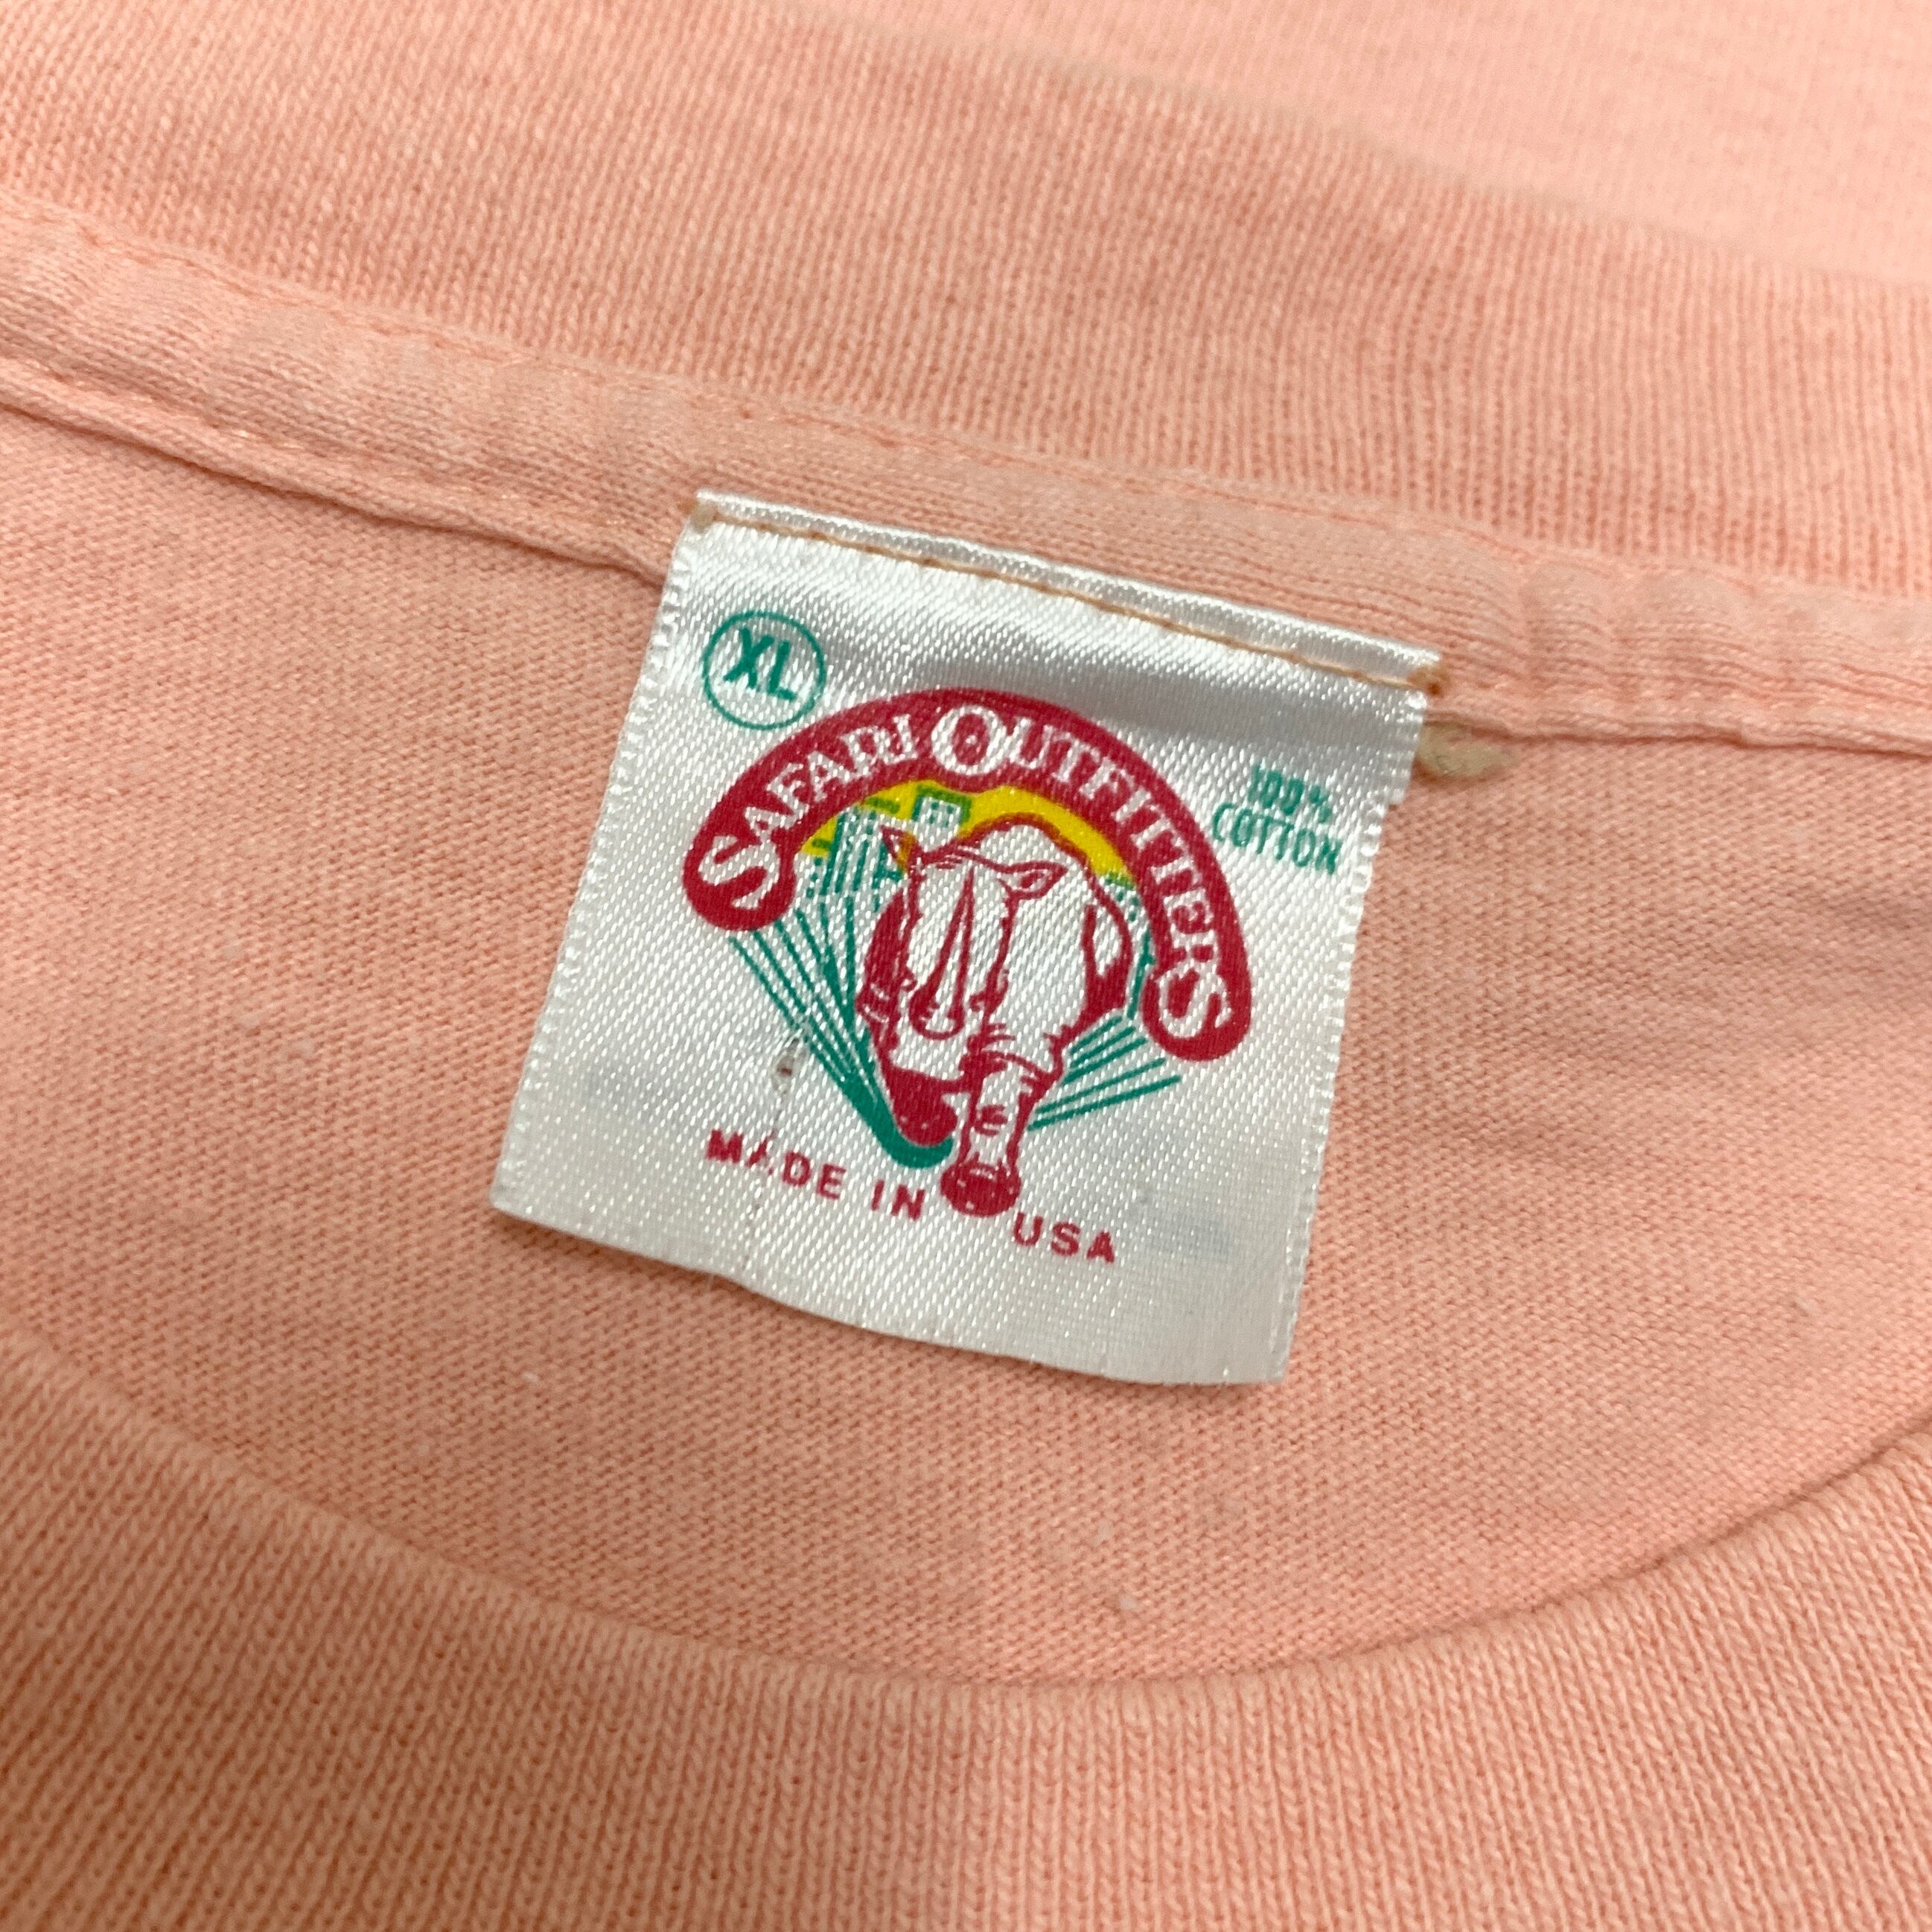 XL
SAFARI OUTFITTERS
100%
COTTON
MADE IN USA